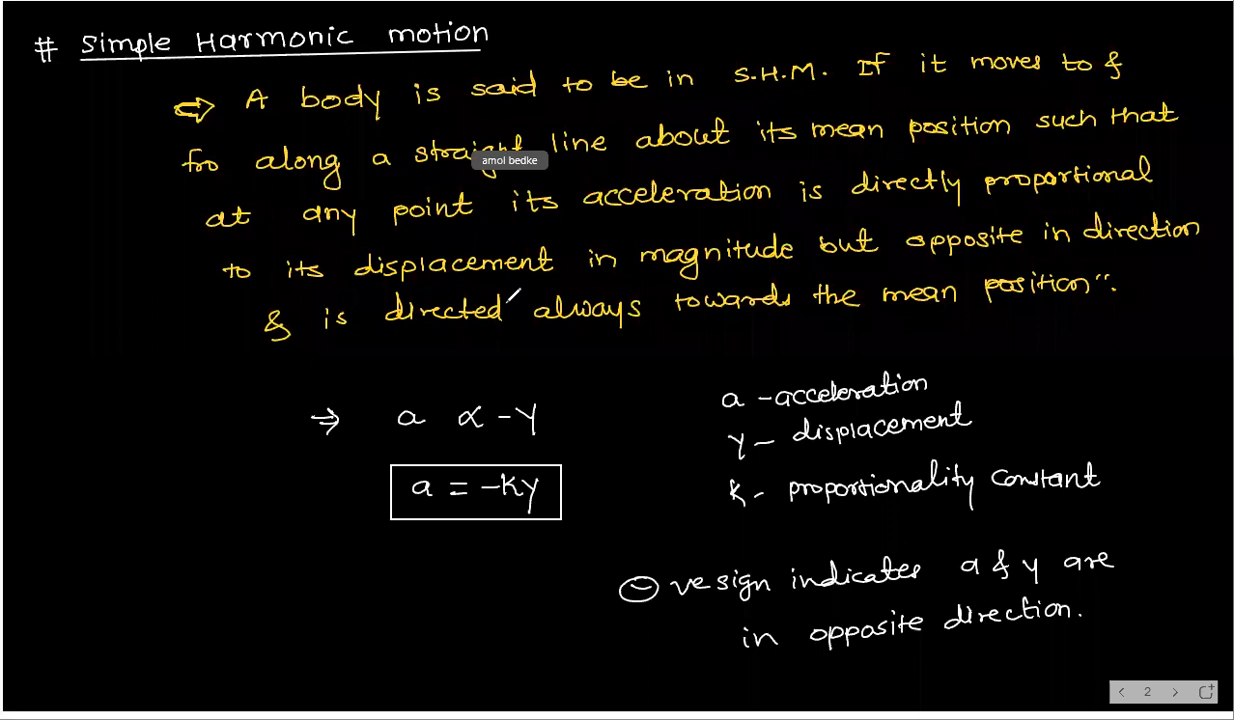 # Simple Harmonic motion
⇒ A body is said to be in S.H.M. If it moves to &
fro along a straight line about its mean position such that
amol bedke
at any point its acceleration is directly proportional
to its displacement in magnitude but opposite in direction
& is directed always towards the mean position".
⇒ a ∝ -y
a = -ky
a - acceleration
y - displacement
k - proportionality constant
⊖ ve sign indicates a & y are
in opposite direction.
< 2 >